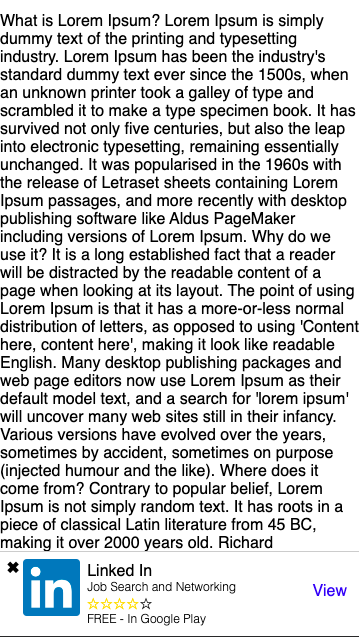 What is Lorem Ipsum? Lorem Ipsum is simply
dummy text of the printing and typesetting
industry. Lorem Ipsum has been the industry's
standard dummy text ever since the 1500s, when
an unknown printer took a galley of type and
scrambled it to make a type specimen book. It has
survived not only five centuries, but also the leap
into electronic typesetting, remaining essentially
unchanged. It was popularised in the 1960s with
the release of Letraset sheets containing Lorem
Ipsum passages, and more recently with desktop
publishing software like Aldus PageMaker
including versions of Lorem Ipsum. Why do we
use it? It is a long established fact that a reader
will be distracted by the readable content of a
page when looking at its layout. The point of using
Lorem Ipsum is that it has a more-or-less normal
distribution of letters, as opposed to using 'Content
here, content here', making it look like readable
English. Many desktop publishing packages and
web page editors now use Lorem Ipsum as their
default model text, and a search for 'lorem ipsum'
will uncover many web sites still in their infancy.
Various versions have evolved over the years,
sometimes by accident, sometimes on purpose
(injected humour and the like). Where does it
come from? Contrary to popular belief, Lorem
Ipsum is not simply random text. It has roots in a
piece of classical Latin literature from 45 BC,
making it over 2000 years old. Richard
✖
in
Linked In
Job Search and Networking
☆☆☆☆☆
FREE - In Google Play
View